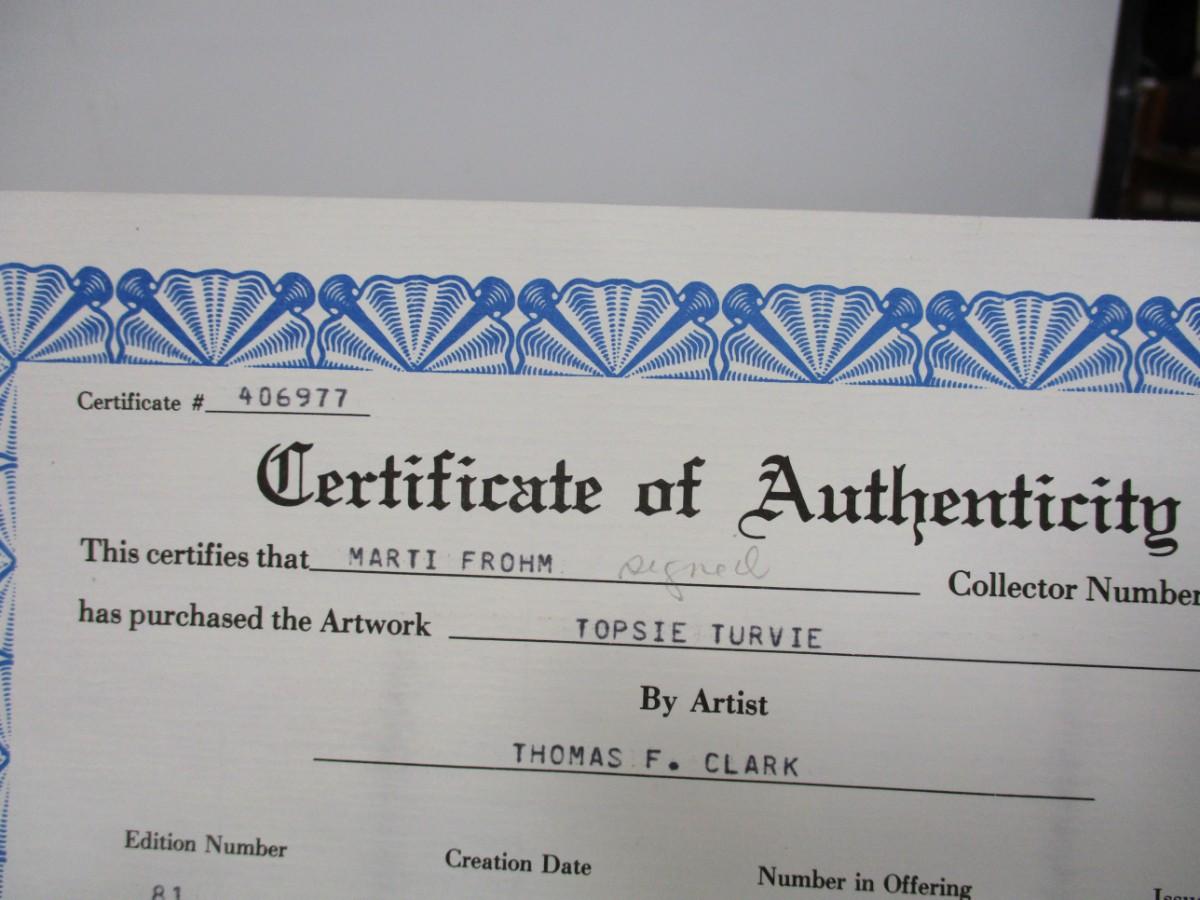 Certificate # 406977
Certificate of Authenticity
This certifies that MARTI FROHM signed Collector Number
has purchased the Artwork TOPSIE TURVIE
By Artist
THOMAS F. CLARK
Edition Number Creation Date Number in Offering
81